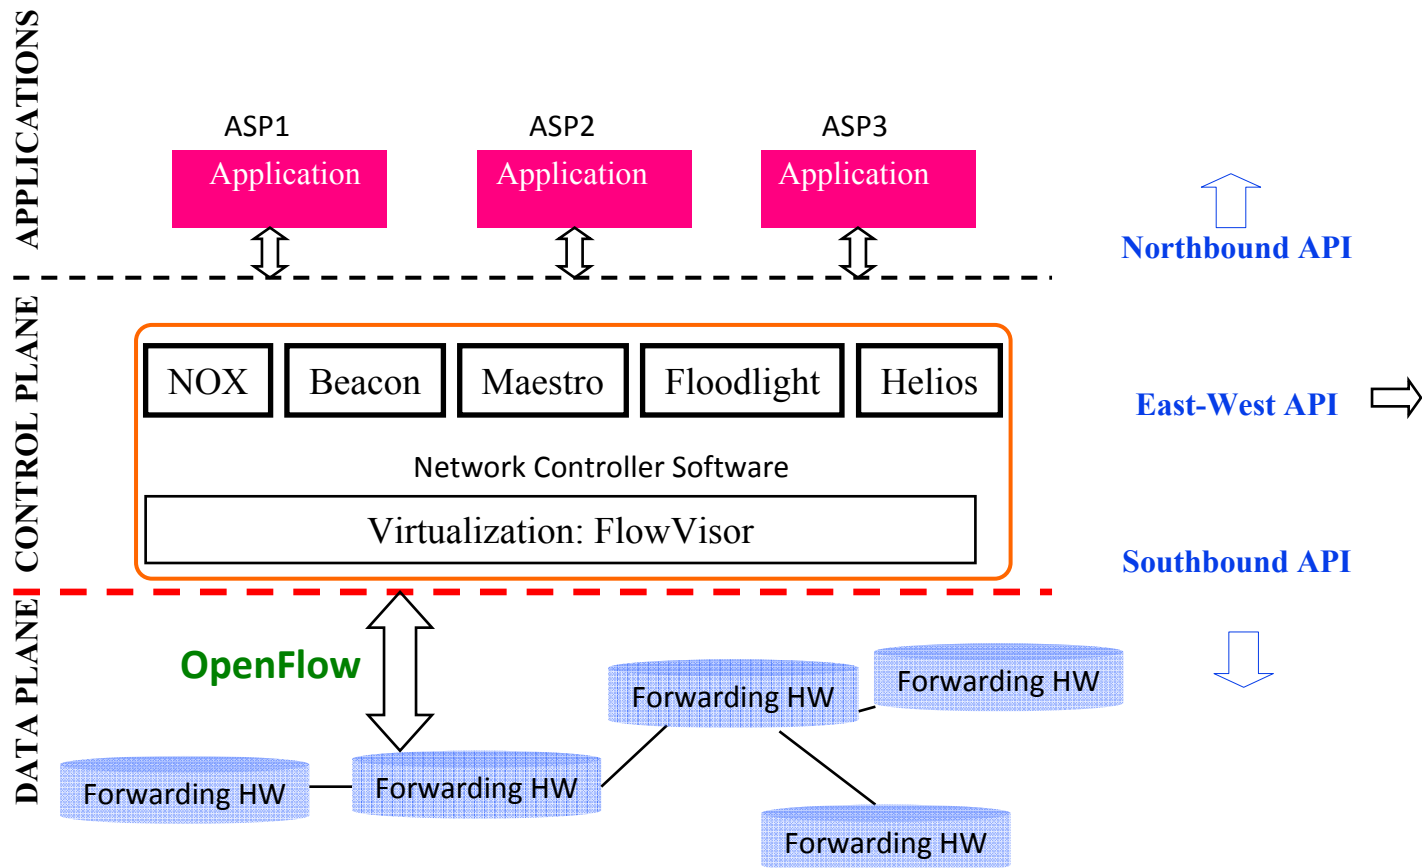 APPLICATIONS
ASP1
ASP2
ASP3
Application
Application
Application
Northbound API
CONTROL PLANE
NOX
Beacon
Maestro
Floodlight
Helios
East-West API
Network Controller Software
Virtualization: FlowVisor
Southbound API
DATA PLANE
OpenFlow
Forwarding HW
Forwarding HW
Forwarding HW
Forwarding HW
Forwarding HW